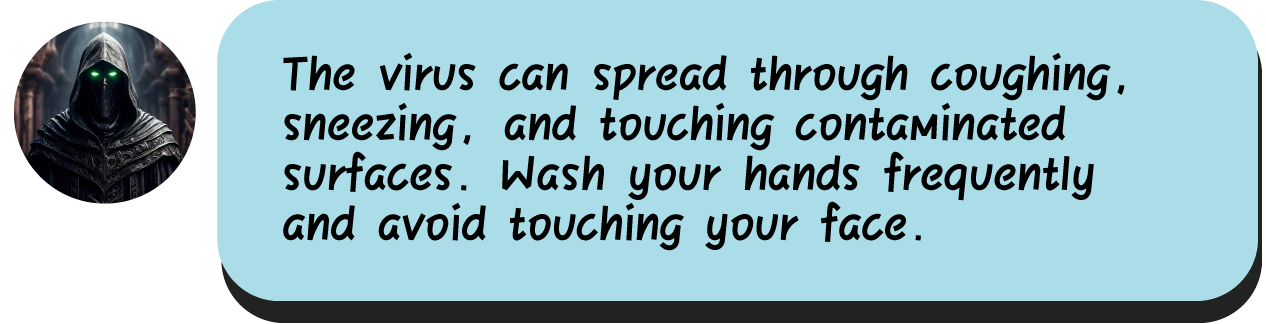 The virus can spread through coughing,
sneezing, and touching contaminated
surfaces. Wash your hands frequently
and avoid touching your face.